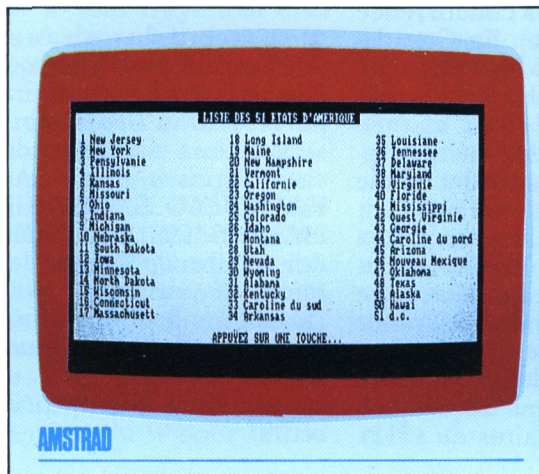 LISTE DES 51 ETATS D'AMERIQUE
1 New Jersey
2 New York
3 Pensylvanie
4 Illinois
5 Kansas
6 Missouri
7 Ohio
8 Indiana
9 Michigan
10 Nebraska
11 South Dakota
12 Iowa
13 Minnesota
14 North Dakota
15 Wisconsin
16 Connecticut
17 Massachusett
18 Long Island
19 Maine
20 New Hampshire
21 Vermont
22 Californie
23 Oregon
24 Washington
25 Colorado
26 Idaho
27 Montana
28 Utah
29 Nevada
30 Wyoming
31 Alabana
32 Kentucky
33 Caroline du sud
34 Arkansas
35 Louisiane
36 Tennessee
37 Delaware
38 Maryland
39 Virginie
40 Floride
41 Mississippi
42 Ouest Virginie
43 Georgie
44 Caroline du nord
45 Arizona
46 Nouveau Mexique
47 Oklahoma
48 Texas
49 Alaska
50 Hawai
51 d.c.
APPUYEZ SUR UNE TOUCHE...
AMSTRAD